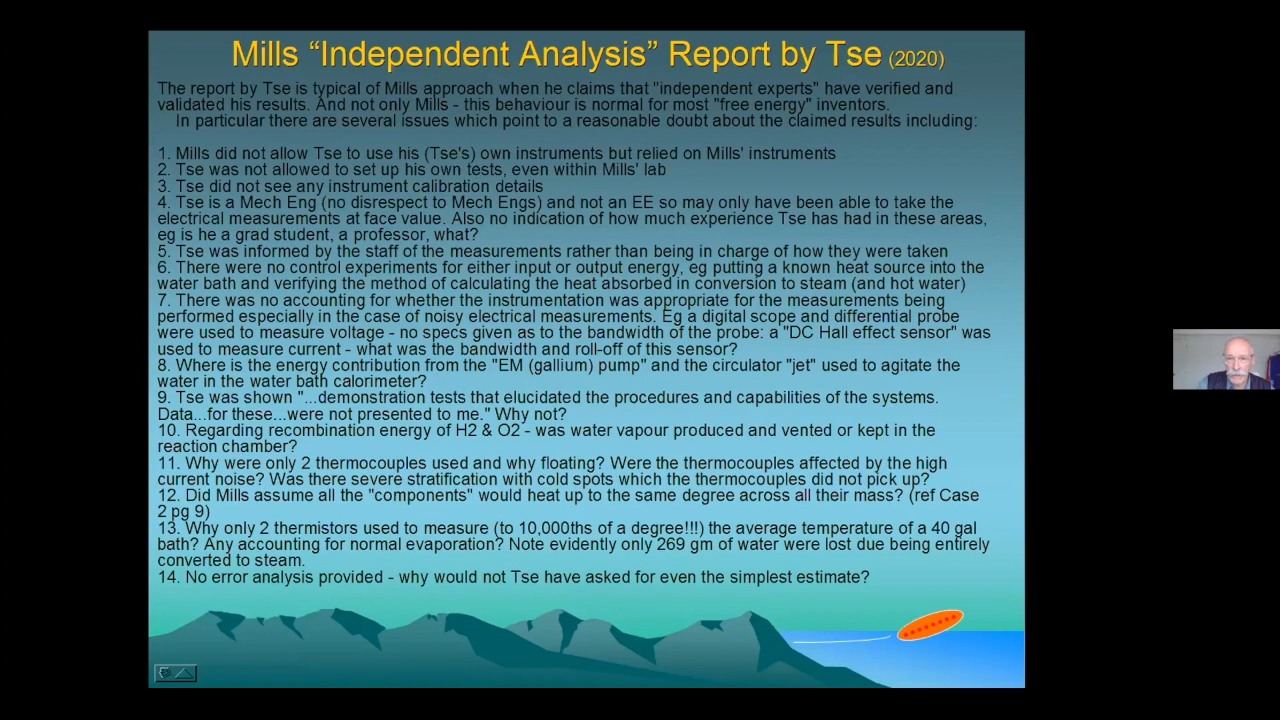 Mills “Independent Analysis” Report by Tse (2020)
The report by Tse is typical of Mills approach when he claims that "independent experts" have verified and
validated his results. And not only Mills - this behaviour is normal for most "free energy" inventors.
In particular there are several issues which point to a reasonable doubt about the claimed results including:
1. Mills did not allow Tse to use his (Tse's) own instruments but relied on Mills' instruments
2. Tse was not allowed to set up his own tests, even within Mills' lab
3. Tse did not see any instrument calibration details
4. Tse is a Mech Eng (no disrespect to Mech Engs) and not an EE so may only have been able to take the
electrical measurements at face value. Also no indication of how much experience Tse has had in these areas,
eg is he a grad student, a professor, what?
5. Tse was informed by the staff of the measurements rather than being in charge of how they were taken
6. There were no control experiments for either input or output energy, eg putting a known heat source into the
water bath and verifying the method of calculating the heat absorbed in conversion to steam (and hot water)
7. There was no accounting for whether the instrumentation was appropriate for the measurements being
performed especially in the case of noisy electrical measurements. Eg a digital scope and differential probe
were used to measure voltage - no specs given as to the bandwidth of the probe: a "DC Hall effect sensor" was
used to measure current - what was the bandwidth and roll-off of this sensor?
8. Where is the energy contribution from the "EM (gallium) pump" and the circulator "jet" used to agitate the
water in the water bath calorimeter?
9. Tse was shown "...demonstration tests that elucidated the procedures and capabilities of the systems.
Data...for these...were not presented to me." Why not?
10. Regarding recombination energy of H2 & O2 - was water vapour produced and vented or kept in the
reaction chamber?
11. Why were only 2 thermocouples used and why floating? Were the thermocouples affected by the high
current noise? Was there severe stratification with cold spots which the thermocouples did not pick up?
12. Did Mills assume all the "components" would heat up to the same degree across all their mass? (ref Case
2 pg 9)
13. Why only 2 thermistors used to measure (to 10,000ths of a degree!!!) the average temperature of a 40 gal
bath? Any accounting for normal evaporation? Note evidently only 269 gm of water were lost due being entirely
converted to steam.
14. No error analysis provided - why would not Tse have asked for even the simplest estimate?